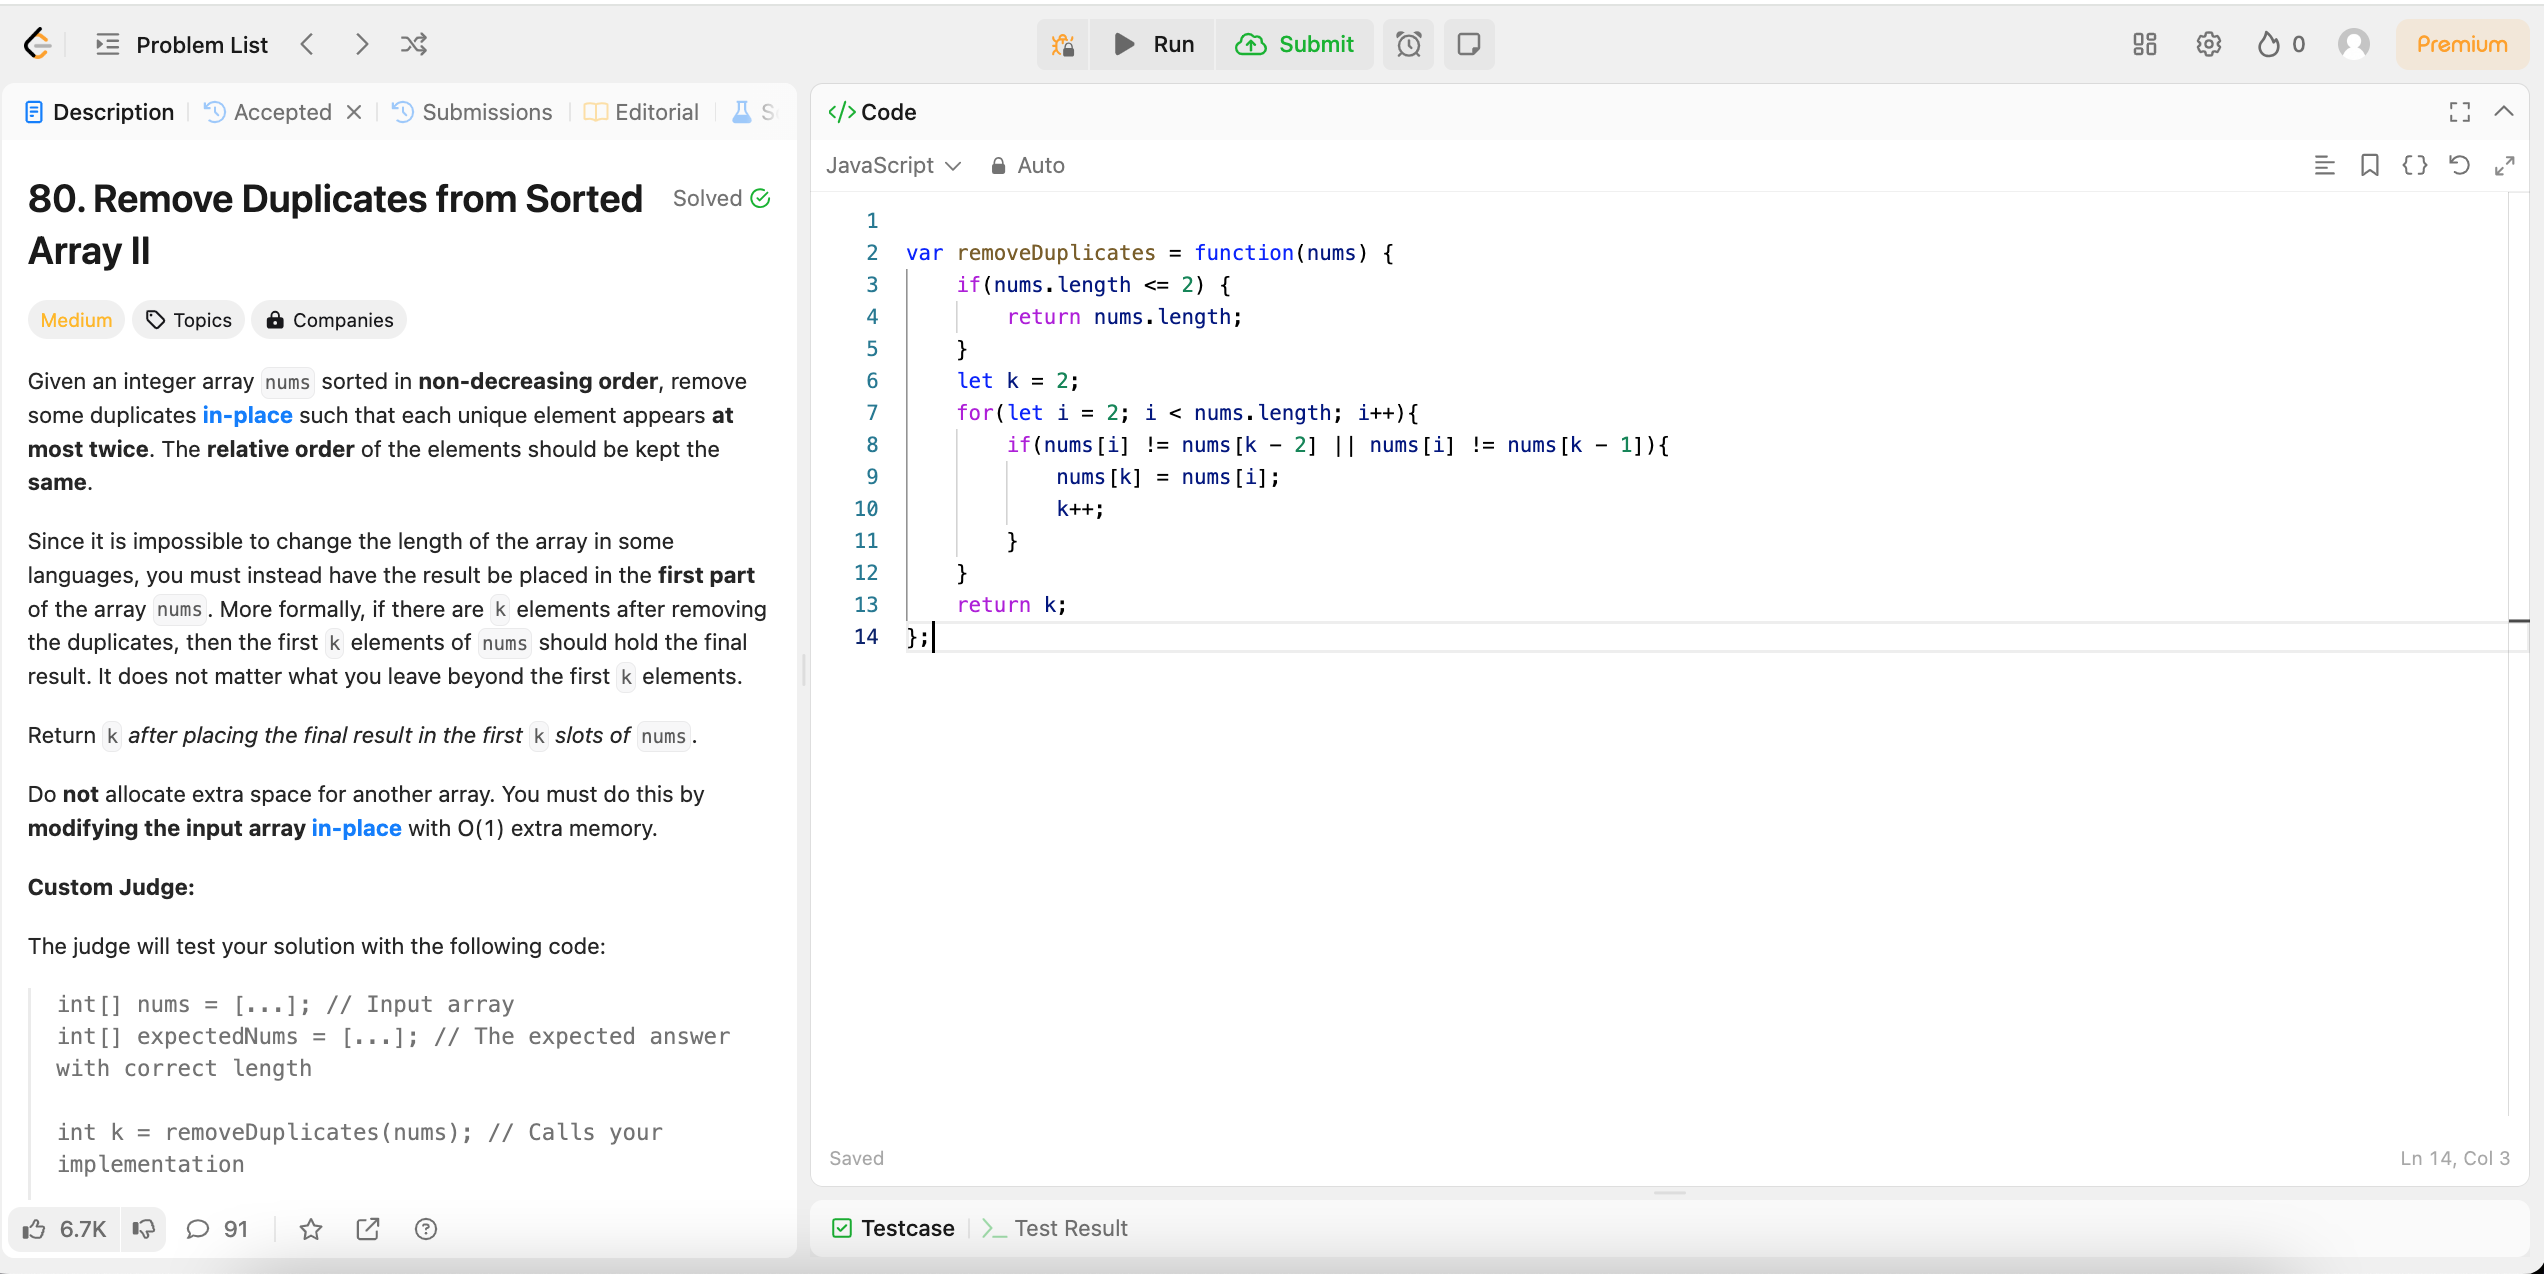 Problem List
Run
Submit
0
Premium
Description
Accepted
Submissions
Editorial
80. Remove Duplicates from Sorted
Array II
Solved
Medium
Topics
Companies
Given an integer array nums sorted in non-decreasing order, remove
some duplicates in-place such that each unique element appears at
most twice. The relative order of the elements should be kept the
same.
Since it is impossible to change the length of the array in some
languages, you must instead have the result be placed in the first part
of the array nums. More formally, if there are k elements after removing
the duplicates, then the first k elements of nums should hold the final
result. It does not matter what you leave beyond the first k elements.
Return k after placing the final result in the first k slots of nums.
Do not allocate extra space for another array. You must do this by
modifying the input array in-place with O(1) extra memory.
Custom Judge:
The judge will test your solution with the following code:
int[] nums = [...]; // Input array
int[] expectedNums = [...]; // The expected answer
with correct length
int k = removeDuplicates(nums); // Calls your
implementation
6.7K
91
</> Code
JavaScript
Auto
1
2 var removeDuplicates = function(nums) {
3 if(nums.length <= 2) {
4 return nums.length;
5 }
6 let k = 2;
7 for(let i = 2; i < nums.length; i++){
8 if(nums[i] != nums[k - 2] || nums[i] != nums[k - 1]){
9 nums[k] = nums[i];
10 k++;
11 }
12 }
13 return k;
14 };
Saved
Ln 14, Col 3
Testcase
Test Result